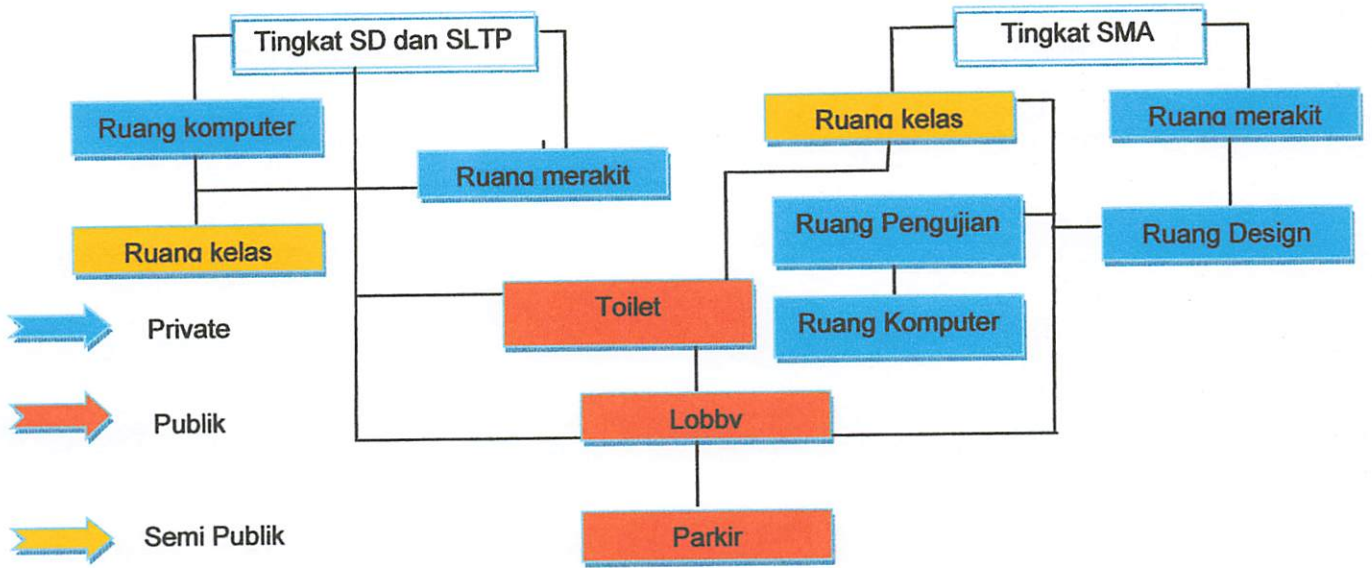 Tingkat SD dan SLTP
Tingkat SMA
Ruang komputer
Ruang kelas
Ruang merakit
Ruang merakit
Ruang kelas
Ruang Pengujian
Ruang Design
Toilet
Ruang Komputer
Private
Lobby
Publik
Parkir
Semi Publik